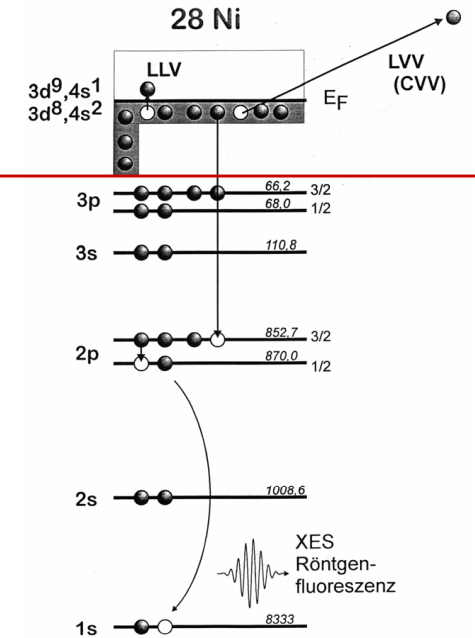 28 Ni
LLV
LVV
(CVV)
3d⁹,4s¹
3d⁸,4s²
E_F
3p
66,2 3/2
68,0 1/2
3s
110,8
2p
852,7 3/2
870,0 1/2
2s
1008,6
XES
Röntgen-
fluoreszenz
1s
8333